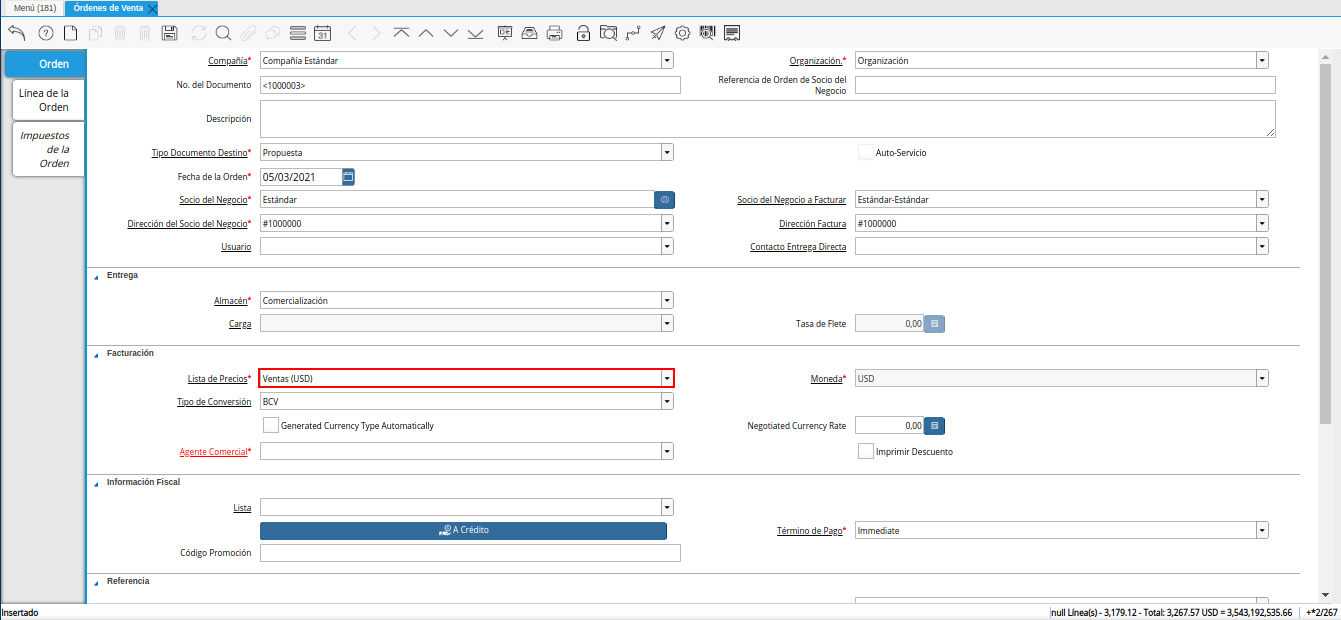 Menú (181)
Órdenes de Venta
31
Orden
Línea de la Orden
Impuestos de la Orden
Compañía* Compañía Estándar
Organización.* Organización
No. del Documento <1000003>
Referencia de Orden de Socio del Negocio
Descripción
Tipo Documento Destino* Propuesta
Auto-Servicio
Fecha de la Orden* 05/03/2021
Socio del Negocio* Estándar
Socio del Negocio a Facturar Estándar-Estándar
Dirección del Socio del Negocio* #1000000
Dirección Factura #1000000
Usuario
Contacto Entrega Directa
Entrega
Almacén* Comercialización
Carga
Tasa de Flete 0,00
Facturación
Lista de Precios* Ventas (USD)
Moneda* USD
Tipo de Conversión BCV
Generated Currency Type Automatically
Negotiated Currency Rate 0,00
Agente Comercial*
Imprimir Descuento
Información Fiscal
Lista
A Crédito
Término de Pago* Immediate
Código Promoción
Referencia
Insertado
null Línea(s) - 3,179.12 - Total: 3,267.57 USD = 3,543,192,535.66
+*2/267